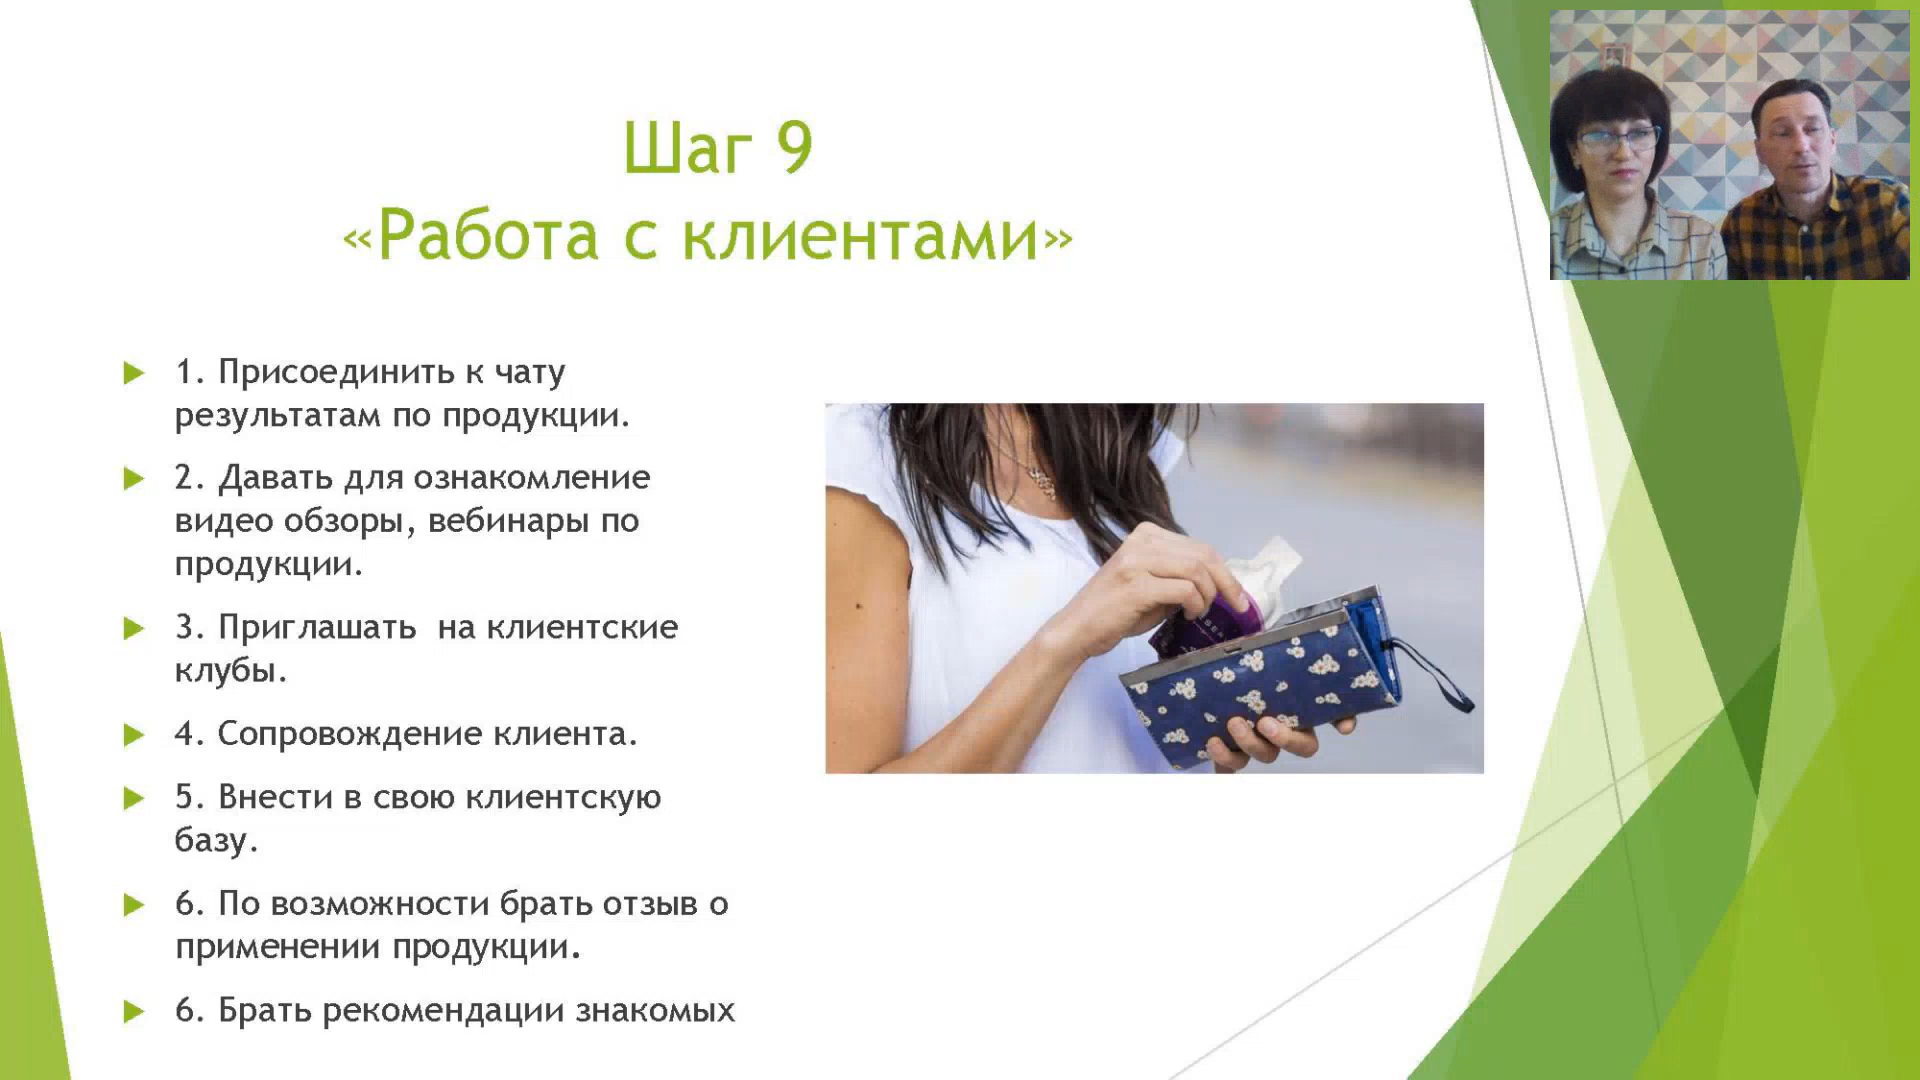 Шаг 9
«Работа с клиентами»
1. Присоединить к чату
результатам по продукции.
2. Давать для ознакомление
видео обзоры, вебинары по
продукции.
3. Приглашать на клиентские
клубы.
4. Сопровождение клиента.
5. Внести в свою клиентскую
базу.
6. По возможности брать отзыв о
применении продукции.
6. Брать рекомендации знакомых